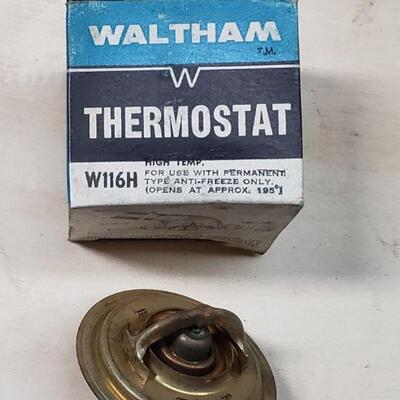 WALTHAM
T.M.
W
THERMOSTAT
HIGH TEMP.
W116H
FOR USE WITH PERMANENT
TYPE ANTI-FREEZE ONLY.
(OPENS AT APPROX. 195°)